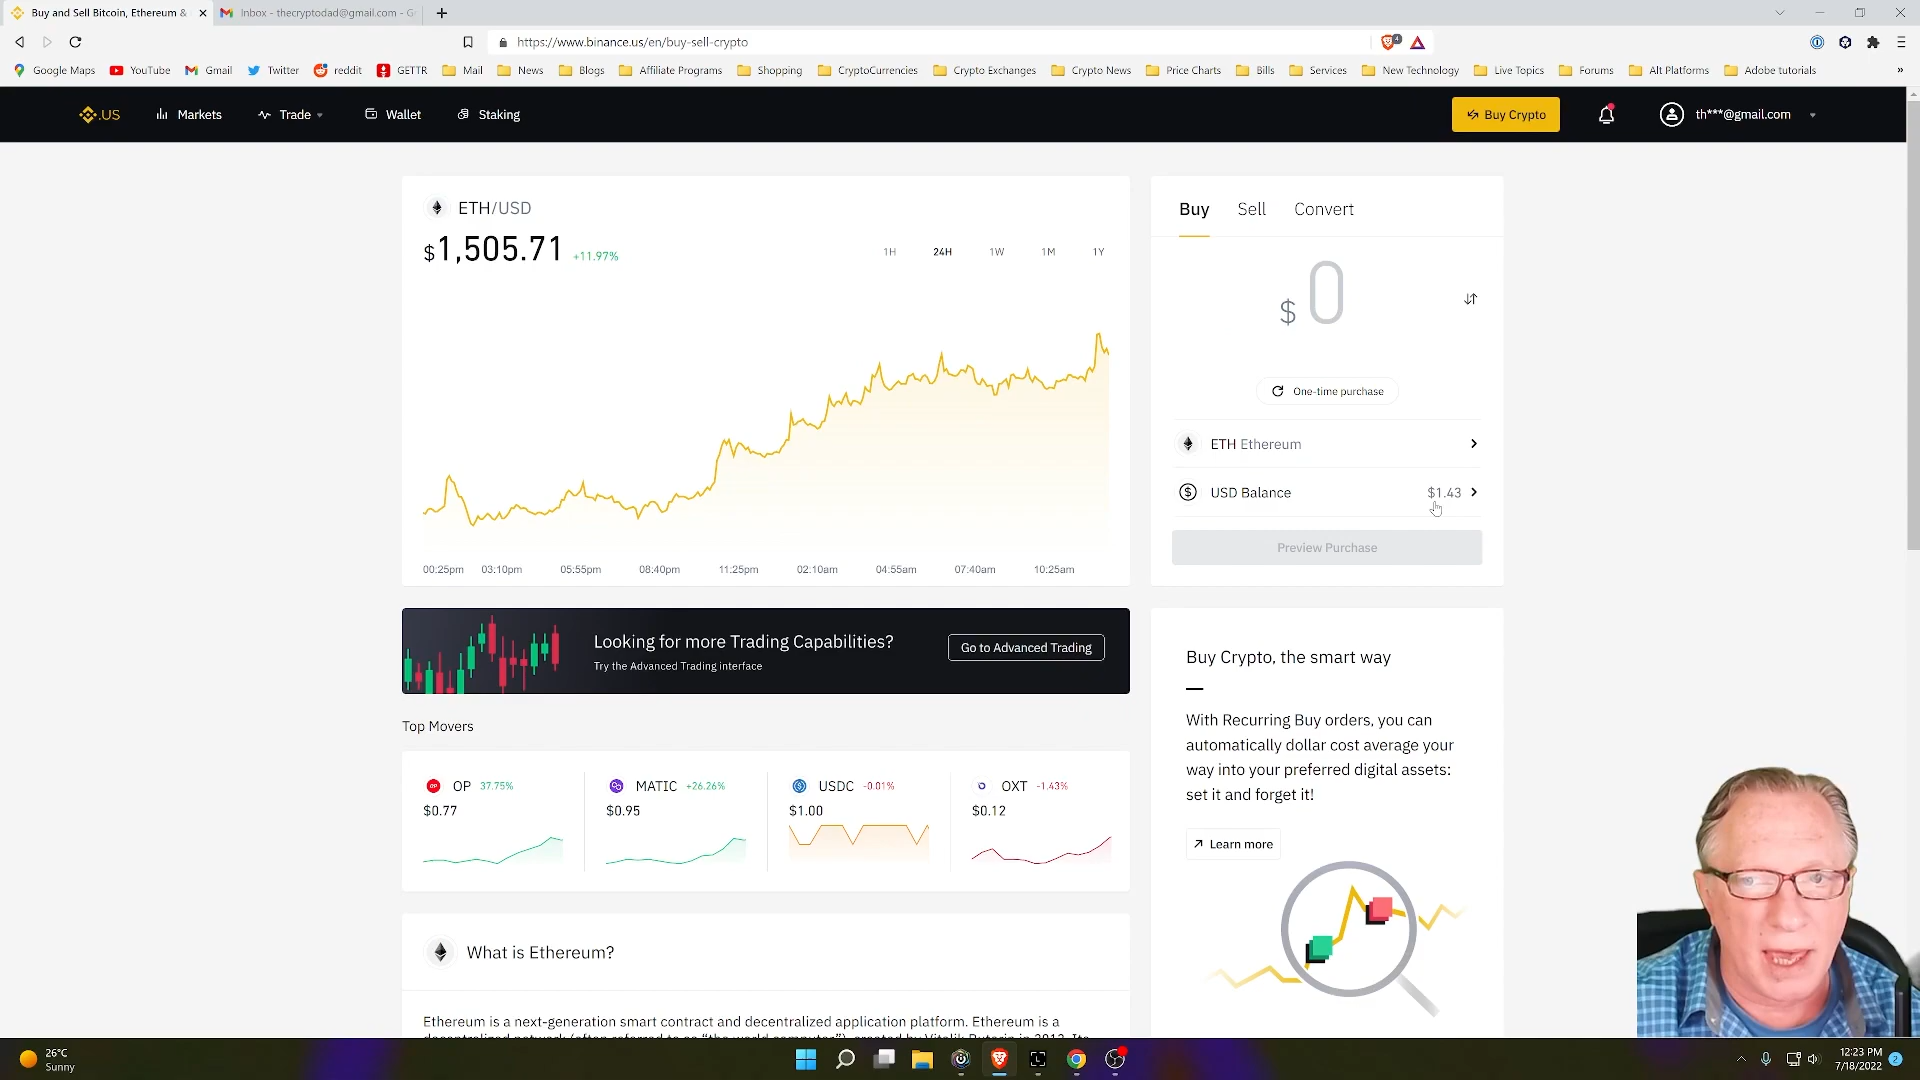 Buy and Sell Bitcoin, Ethereum &
Inbox - thecryptodad@gmail.com - G
https://www.binance.us/en/buy-sell-crypto
4
Google Maps YouTube Gmail Twitter reddit GETTR Mail News Blogs Affiliate Programs Shopping CryptoCurrencies Crypto Exchanges Crypto News Price Charts Bills Services New Technology Live Topics Forums Alt Platforms Adobe tutorials »
.US Markets Trade Wallet Staking Buy Crypto th***@gmail.com
ETH/USD
$1,505.71 +11.97%
1H 24H 1W 1M 1Y
00:25pm 03:10pm 05:55pm 08:40pm 11:25pm 02:10am 04:55am 07:40am 10:25am
Buy Sell Convert
$ 0
One-time purchase
ETH Ethereum
USD Balance $1.43
Preview Purchase
Looking for more Trading Capabilities?
Try the Advanced Trading interface
Go to Advanced Trading
Top Movers
OP 37.75%
$0.77
MATIC +26.26%
$0.95
USDC -0.01%
$1.00
OXT -1.43%
$0.12
Buy Crypto, the smart way
With Recurring Buy orders, you can
automatically dollar cost average your
way into your preferred digital assets:
set it and forget it!
Learn more
What is Ethereum?
Ethereum is a next-generation smart contract and decentralized application platform. Ethereum is a
26°C
Sunny
12:23 PM
7/18/2022
2